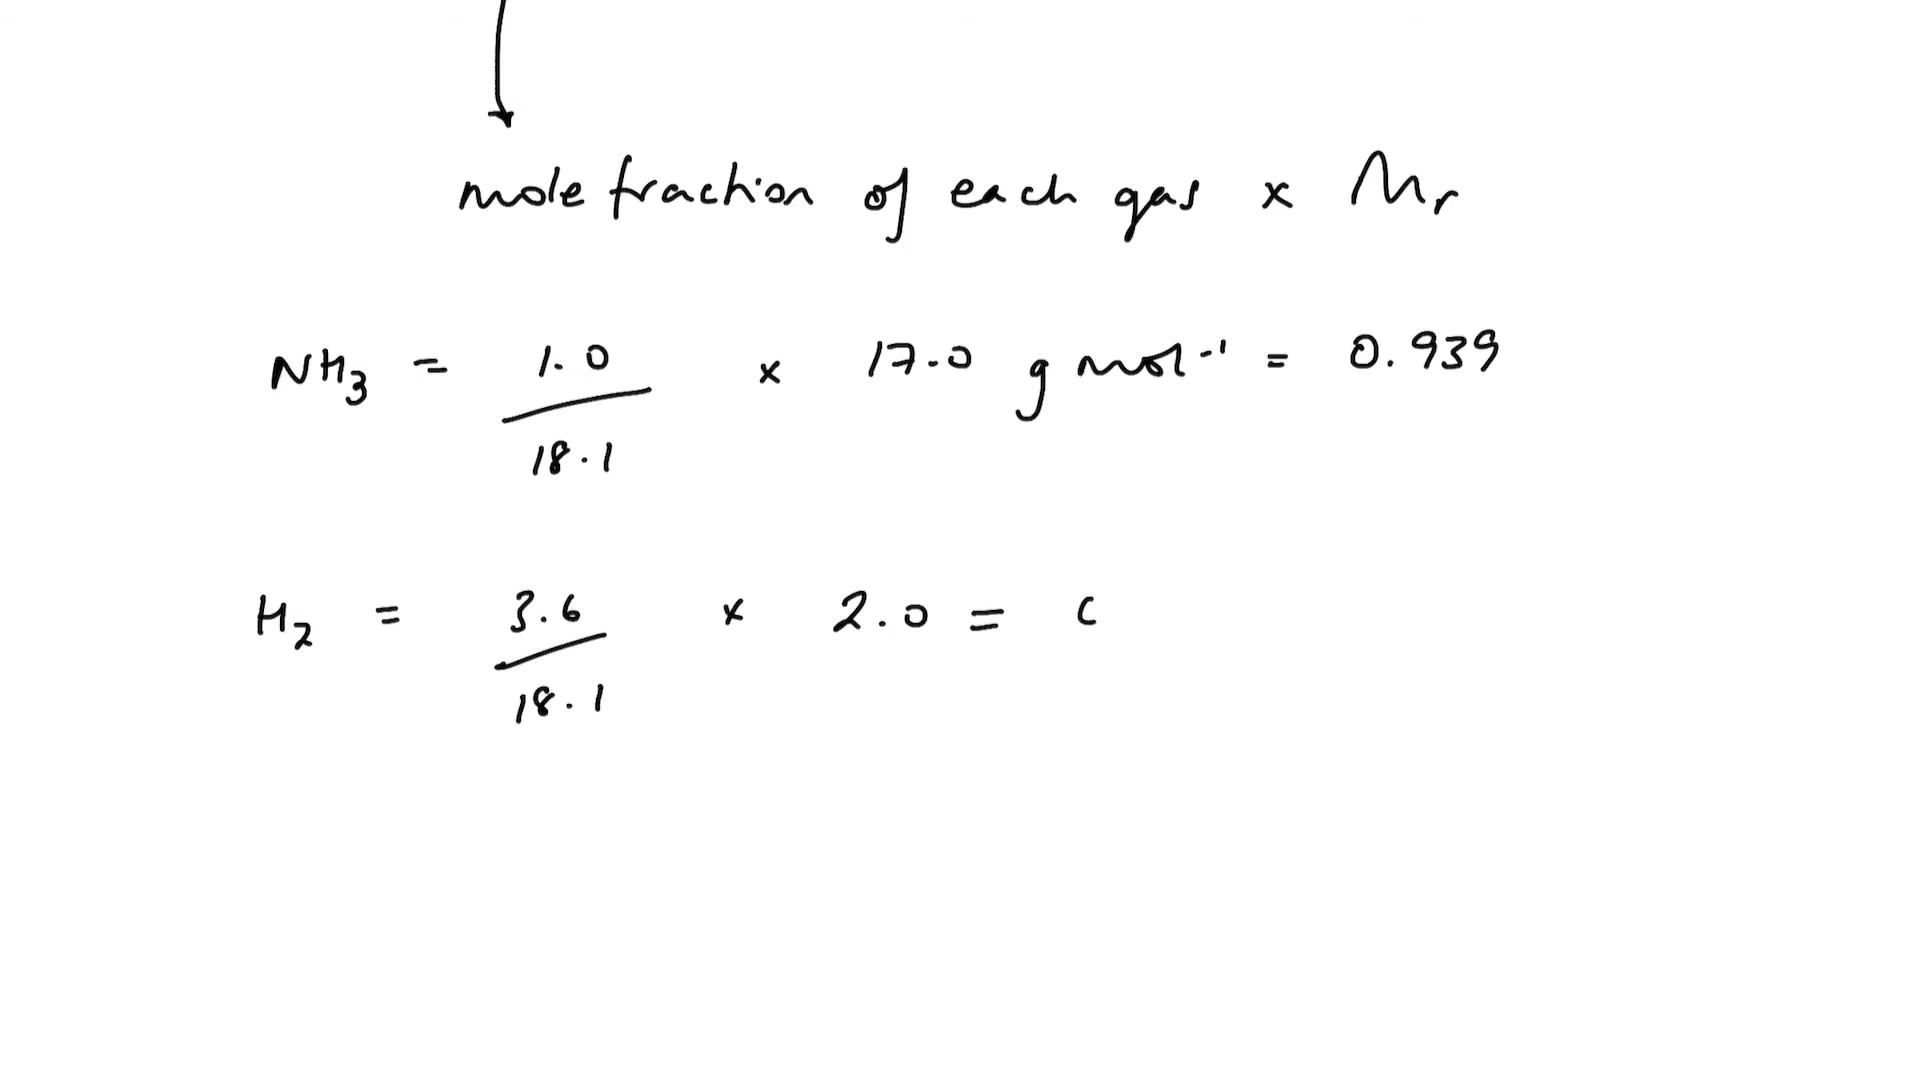 mole fraction of each gas x Mr
NH3 = 1.0 / 18.1 x 17.0 g mol⁻¹ = 0.939
H2 = 3.6 / 18.1 x 2.0 =